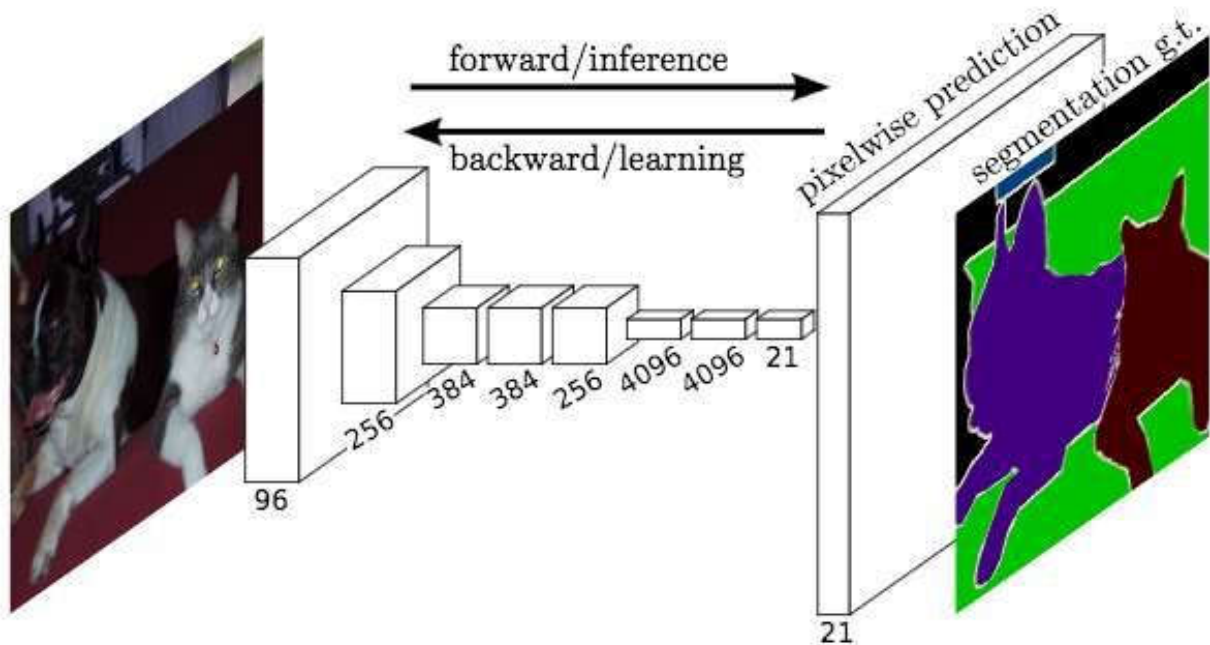 forward/inference
backward/learning
pixelwise prediction
segmentation g.t.
96
256
384
384
256
4096
4096
21
21